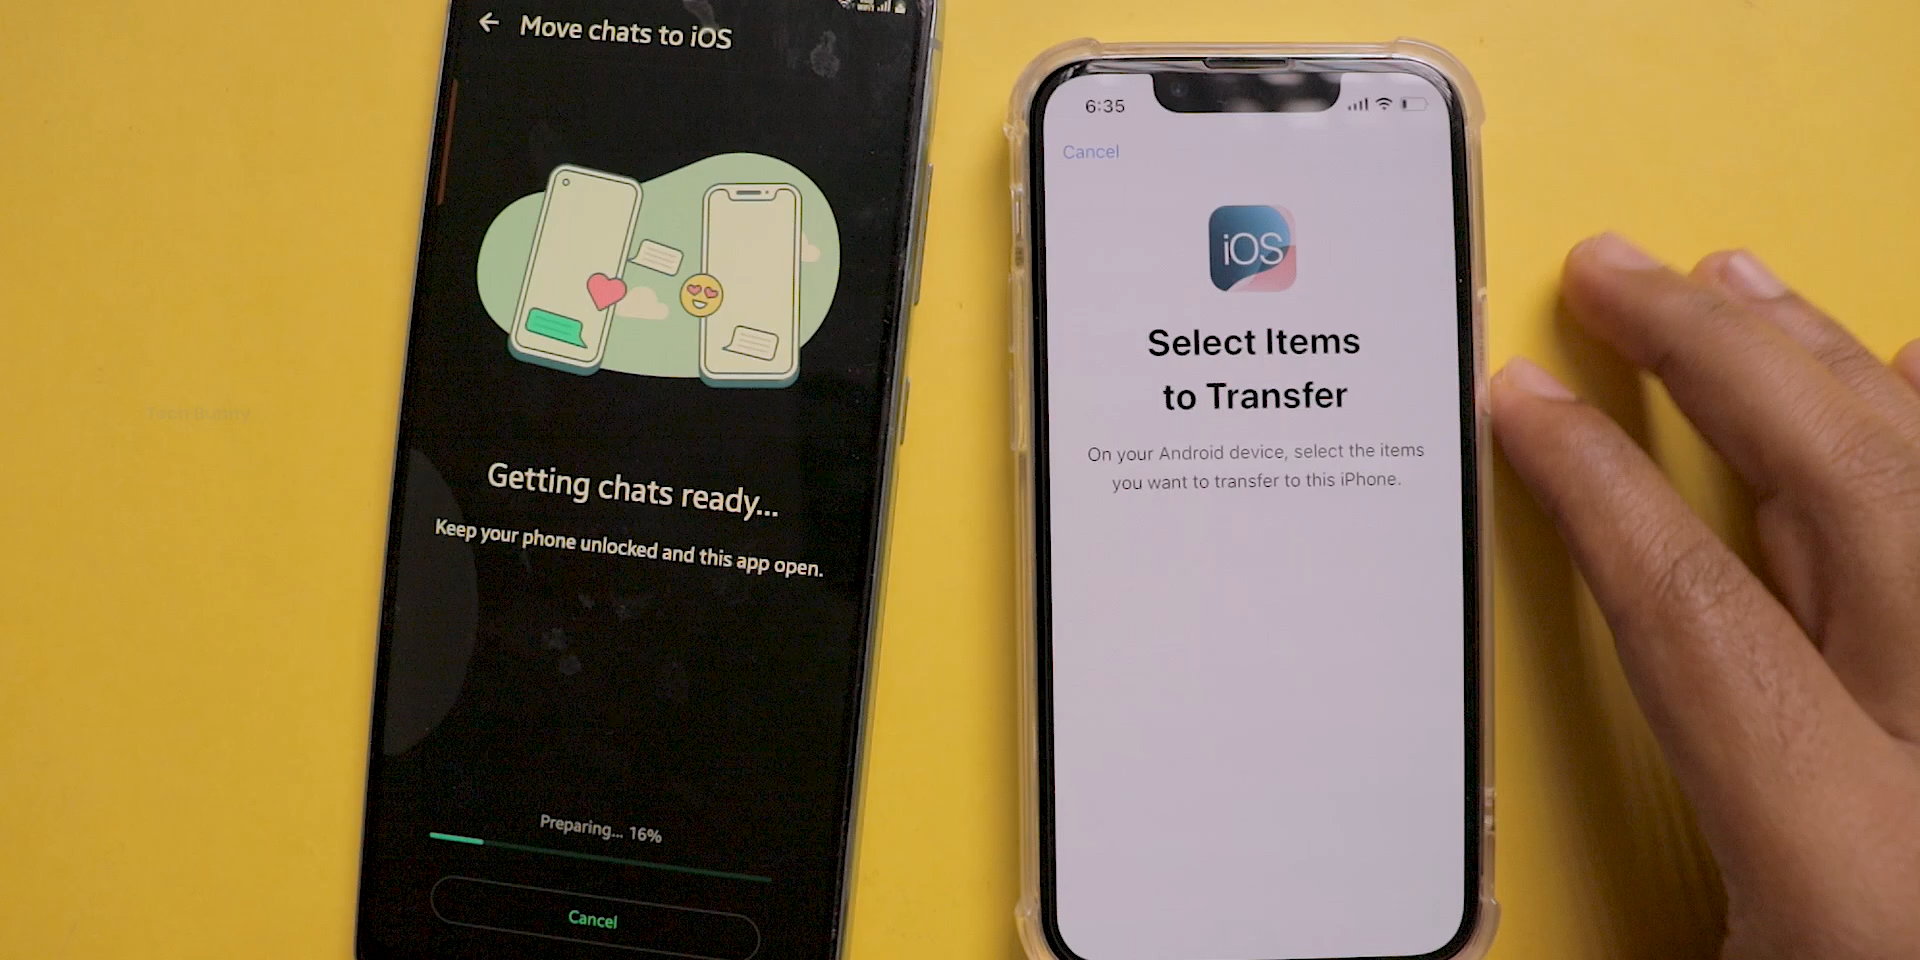 Move chats to iOS
Getting chats ready...
Keep your phone unlocked and this app open.
Preparing... 16%
Cancel
6:35
Cancel
iOS
Select Items
to Transfer
On your Android device, select the items
you want to transfer to this iPhone.
Tech Bunny